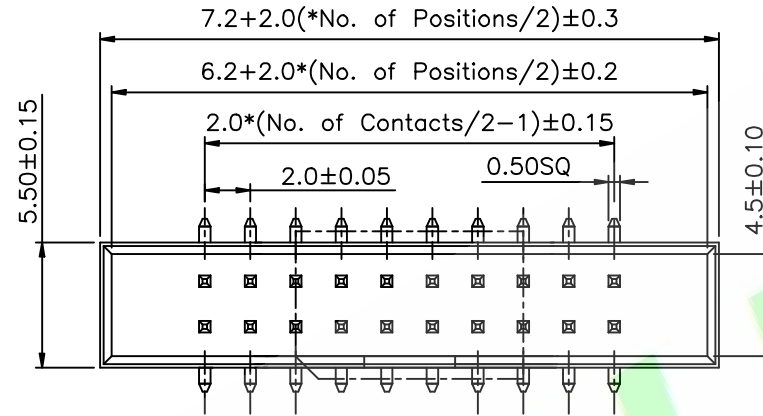 7.2+2.0(*No. of Positions/2)±0.3
6.2+2.0*(No. of Positions/2)±0.2
2.0*(No. of Contacts/2-1)±0.15
2.0±0.05
0.50SQ
5.50±0.15
4.5±0.10